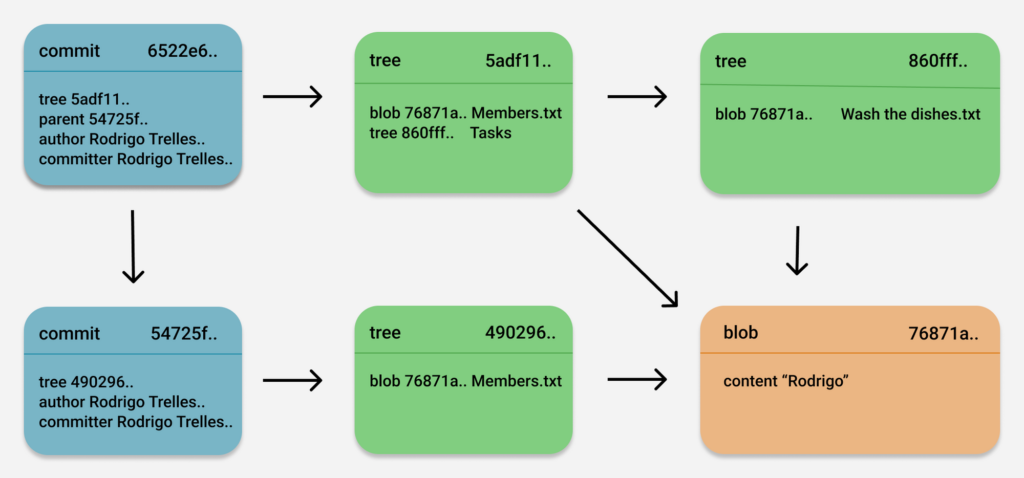 commit 6522e6..
tree 5adf11..
parent 54725f..
author Rodrigo Trelles..
committer Rodrigo Trelles..
tree 5adf11..
blob 76871a.. Members.txt
tree 860fff.. Tasks
tree 860fff..
blob 76871a.. Wash the dishes.txt
commit 54725f..
tree 490296..
author Rodrigo Trelles..
committer Rodrigo Trelles..
tree 490296..
blob 76871a.. Members.txt
blob 76871a..
content “Rodrigo”